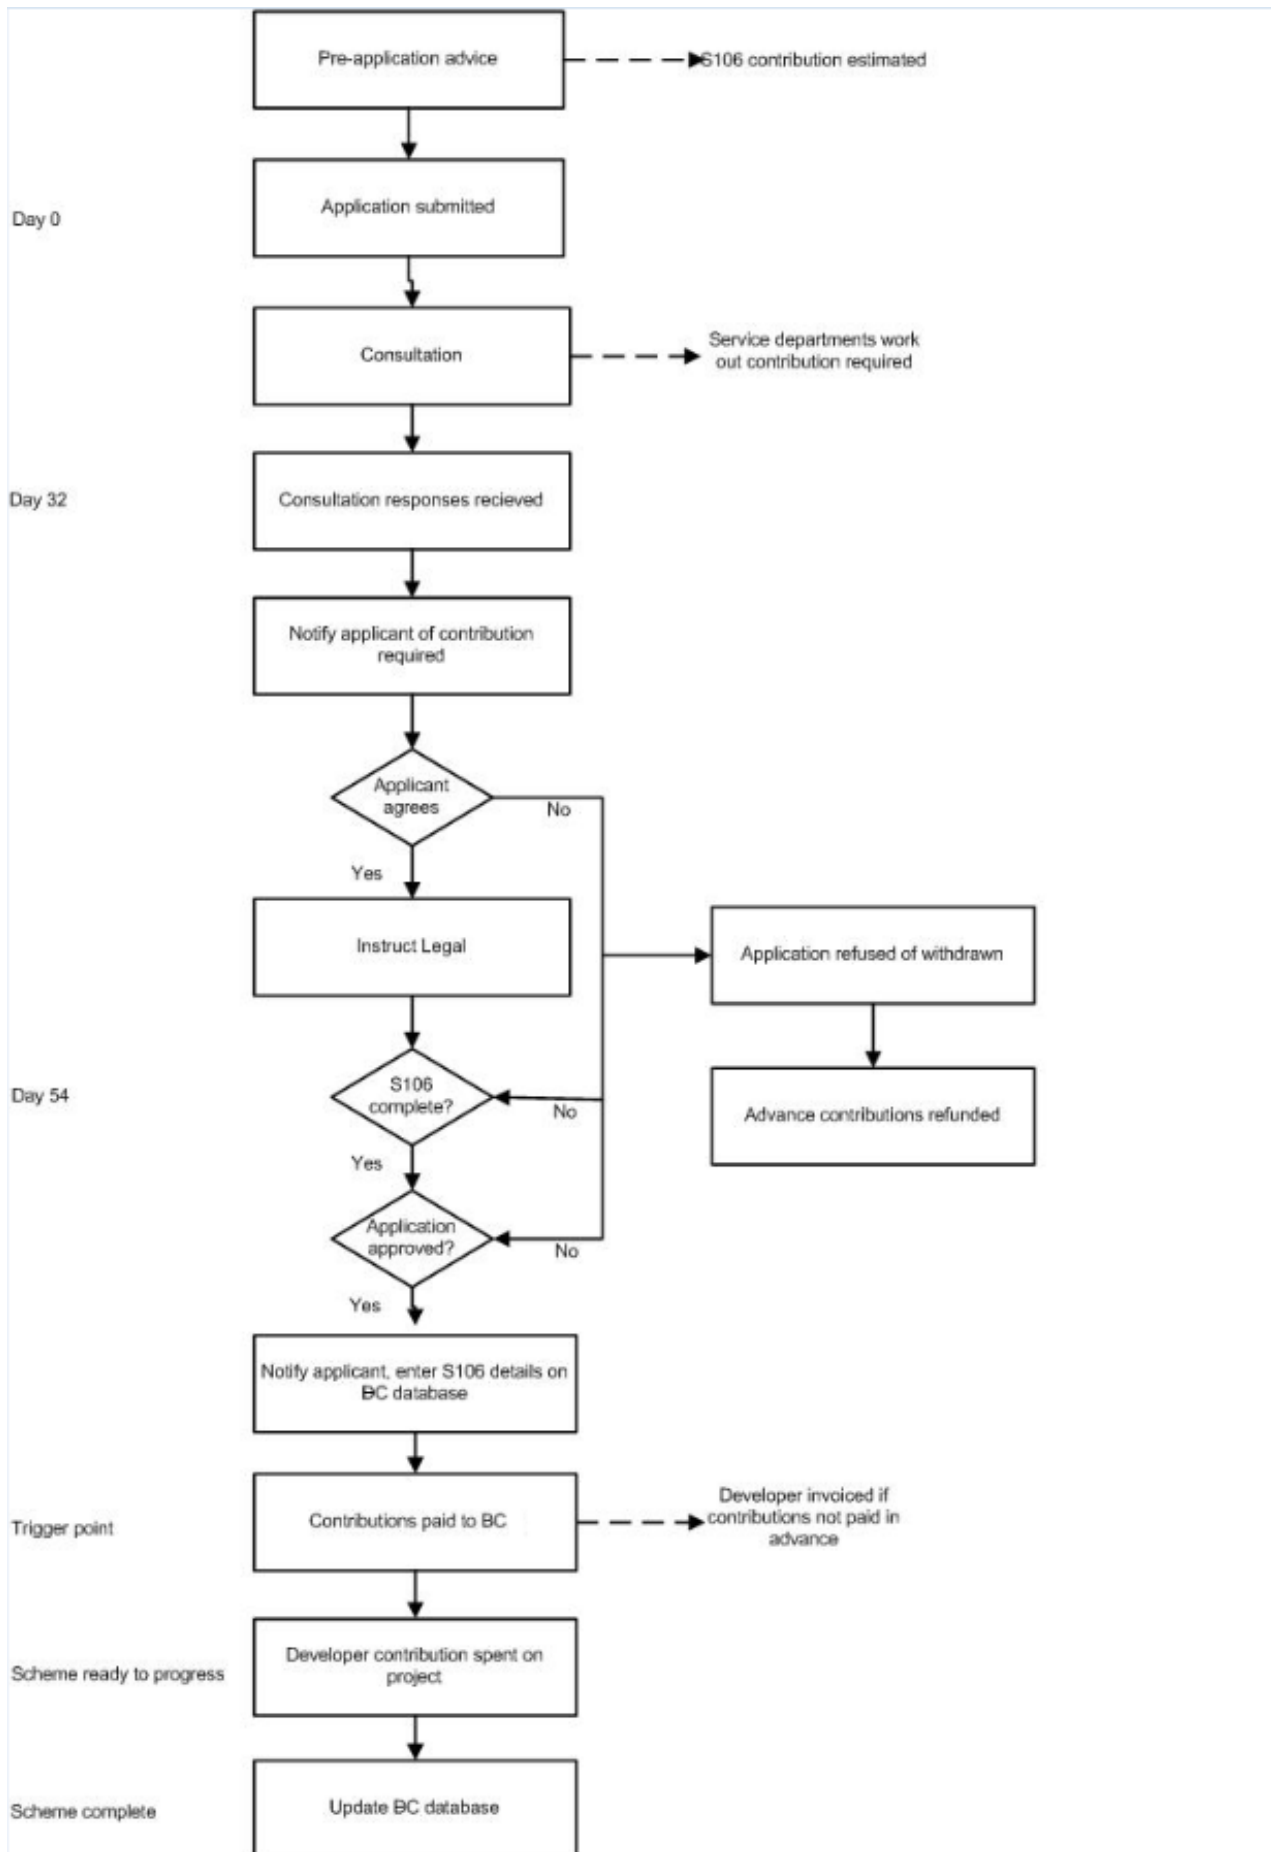 Pre-application advice
S106 contribution estimated
Day 0
Application submitted
Consultation
Service departments work
out contribution required
Day 32
Consultation responses recieved
Notify applicant of contribution
required
Applicant
agrees
No
Yes
Instruct Legal
Application refused of withdrawn
Day 54
S106
complete?
No
Advance contributions refunded
Yes
Application
approved?
No
Yes
Notify applicant, enter S106 details on
BC database
Trigger point
Contributions paid to BC
Developer invoiced if
contributions not paid in
advance
Scheme ready to progress
Developer contribution spent on
project
Scheme complete
Update BC database